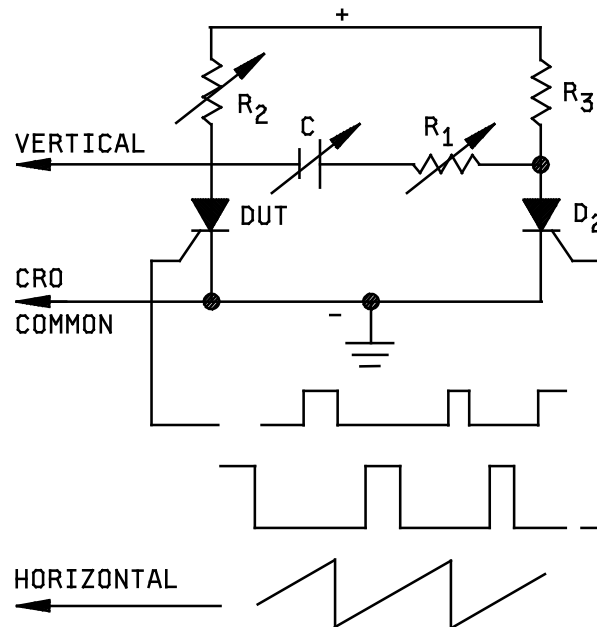 +
R2
R3
C
R1
VERTICAL
DUT
D2
CRO
COMMON
-
HORIZONTAL